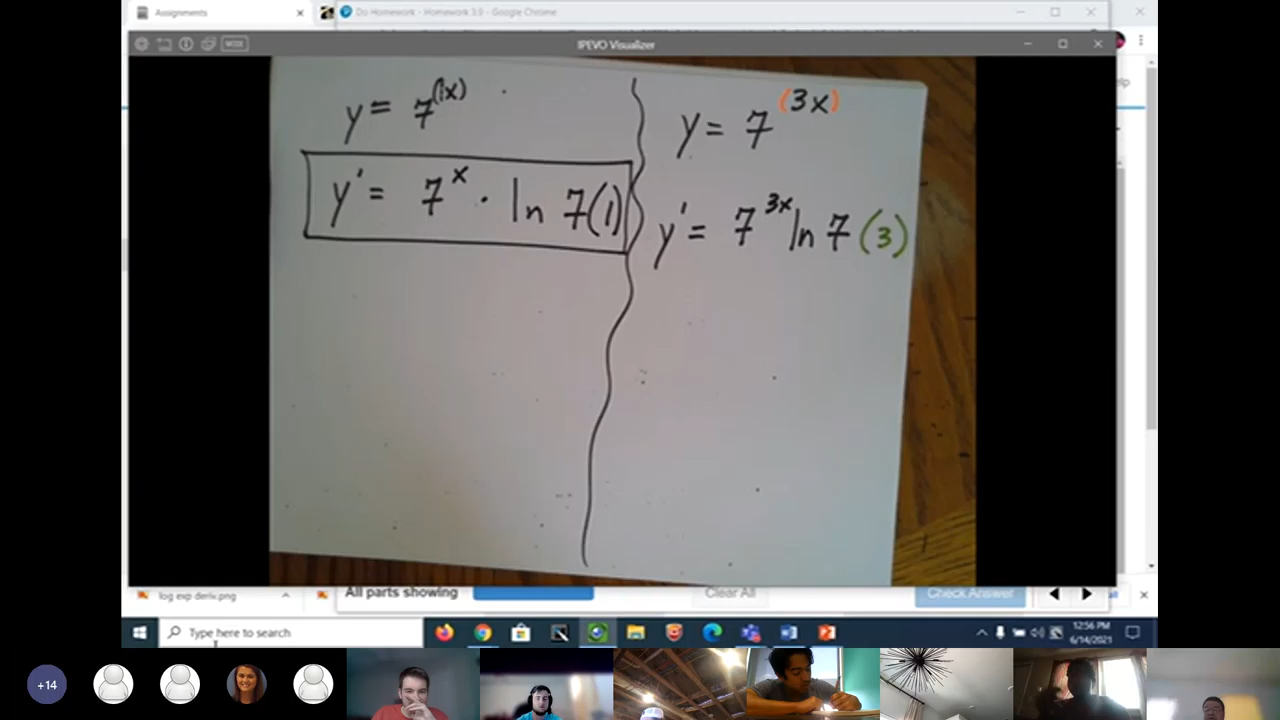 Assignments
Do Homework - Homework 3.9 - Google Chrome
IPEVO Visualizer
y = 7^(1x)
y' = 7^x · ln 7(1)
y = 7^(3x)
y' = 7^3x ln 7 (3)
log exp deriv.png
All parts showing
Clear All
Check Answer
Type here to search
12:56 PM
6/14/2021
+14